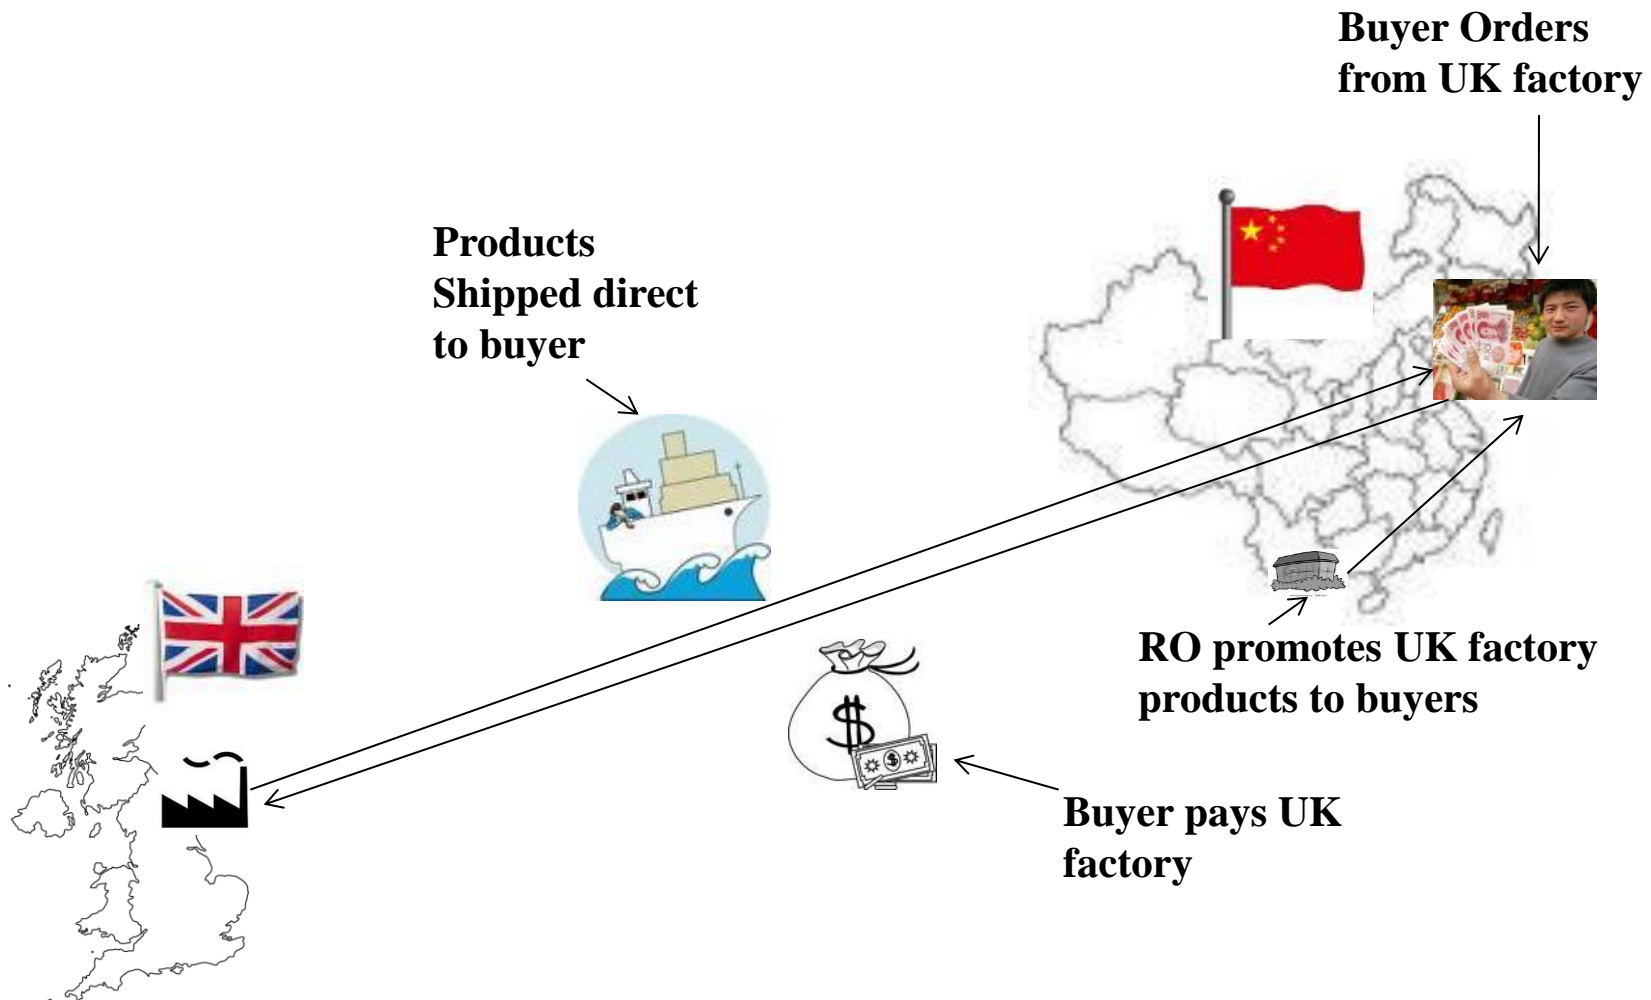 Buyer Orders
from UK factory
Products
Shipped direct
to buyer
RO promotes UK factory
products to buyers
$
$
Buyer pays UK
factory